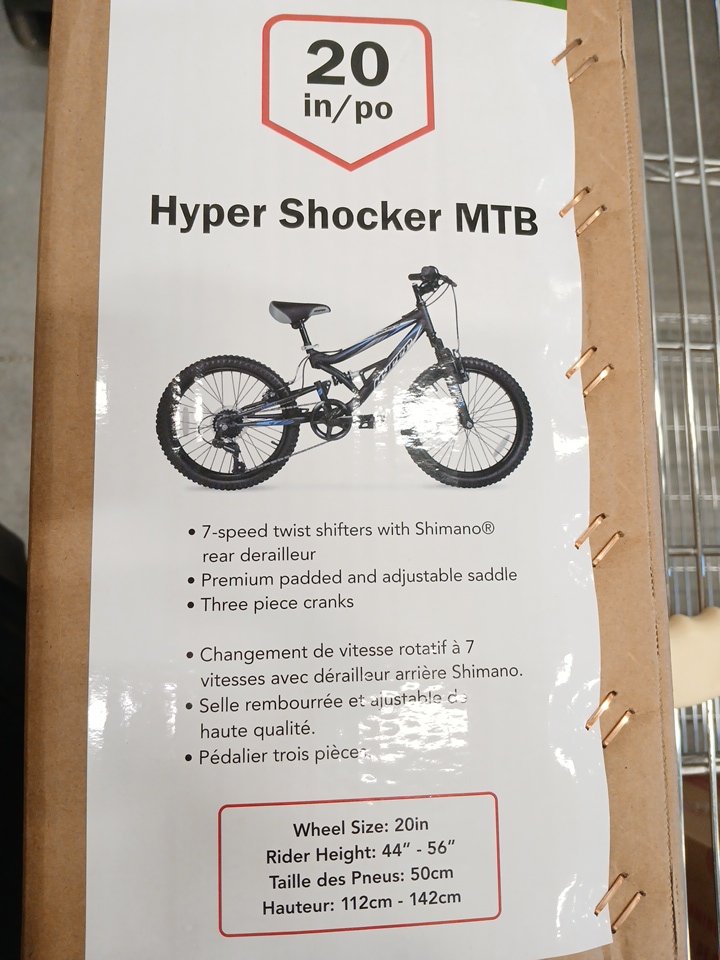 20
in/po
Hyper Shocker MTB
HYPER
• 7-speed twist shifters with Shimano®
rear derailleur
• Premium padded and adjustable saddle
• Three piece cranks
• Changement de vitesse rotatif à 7
vitesses avec dérailleur arrière Shimano.
• Selle rembourrée et ajustable de
haute qualité.
• Pédalier trois pièces
Wheel Size: 20in
Rider Height: 44” - 56”
Taille des Pneus: 50cm
Hauteur: 112cm - 142cm